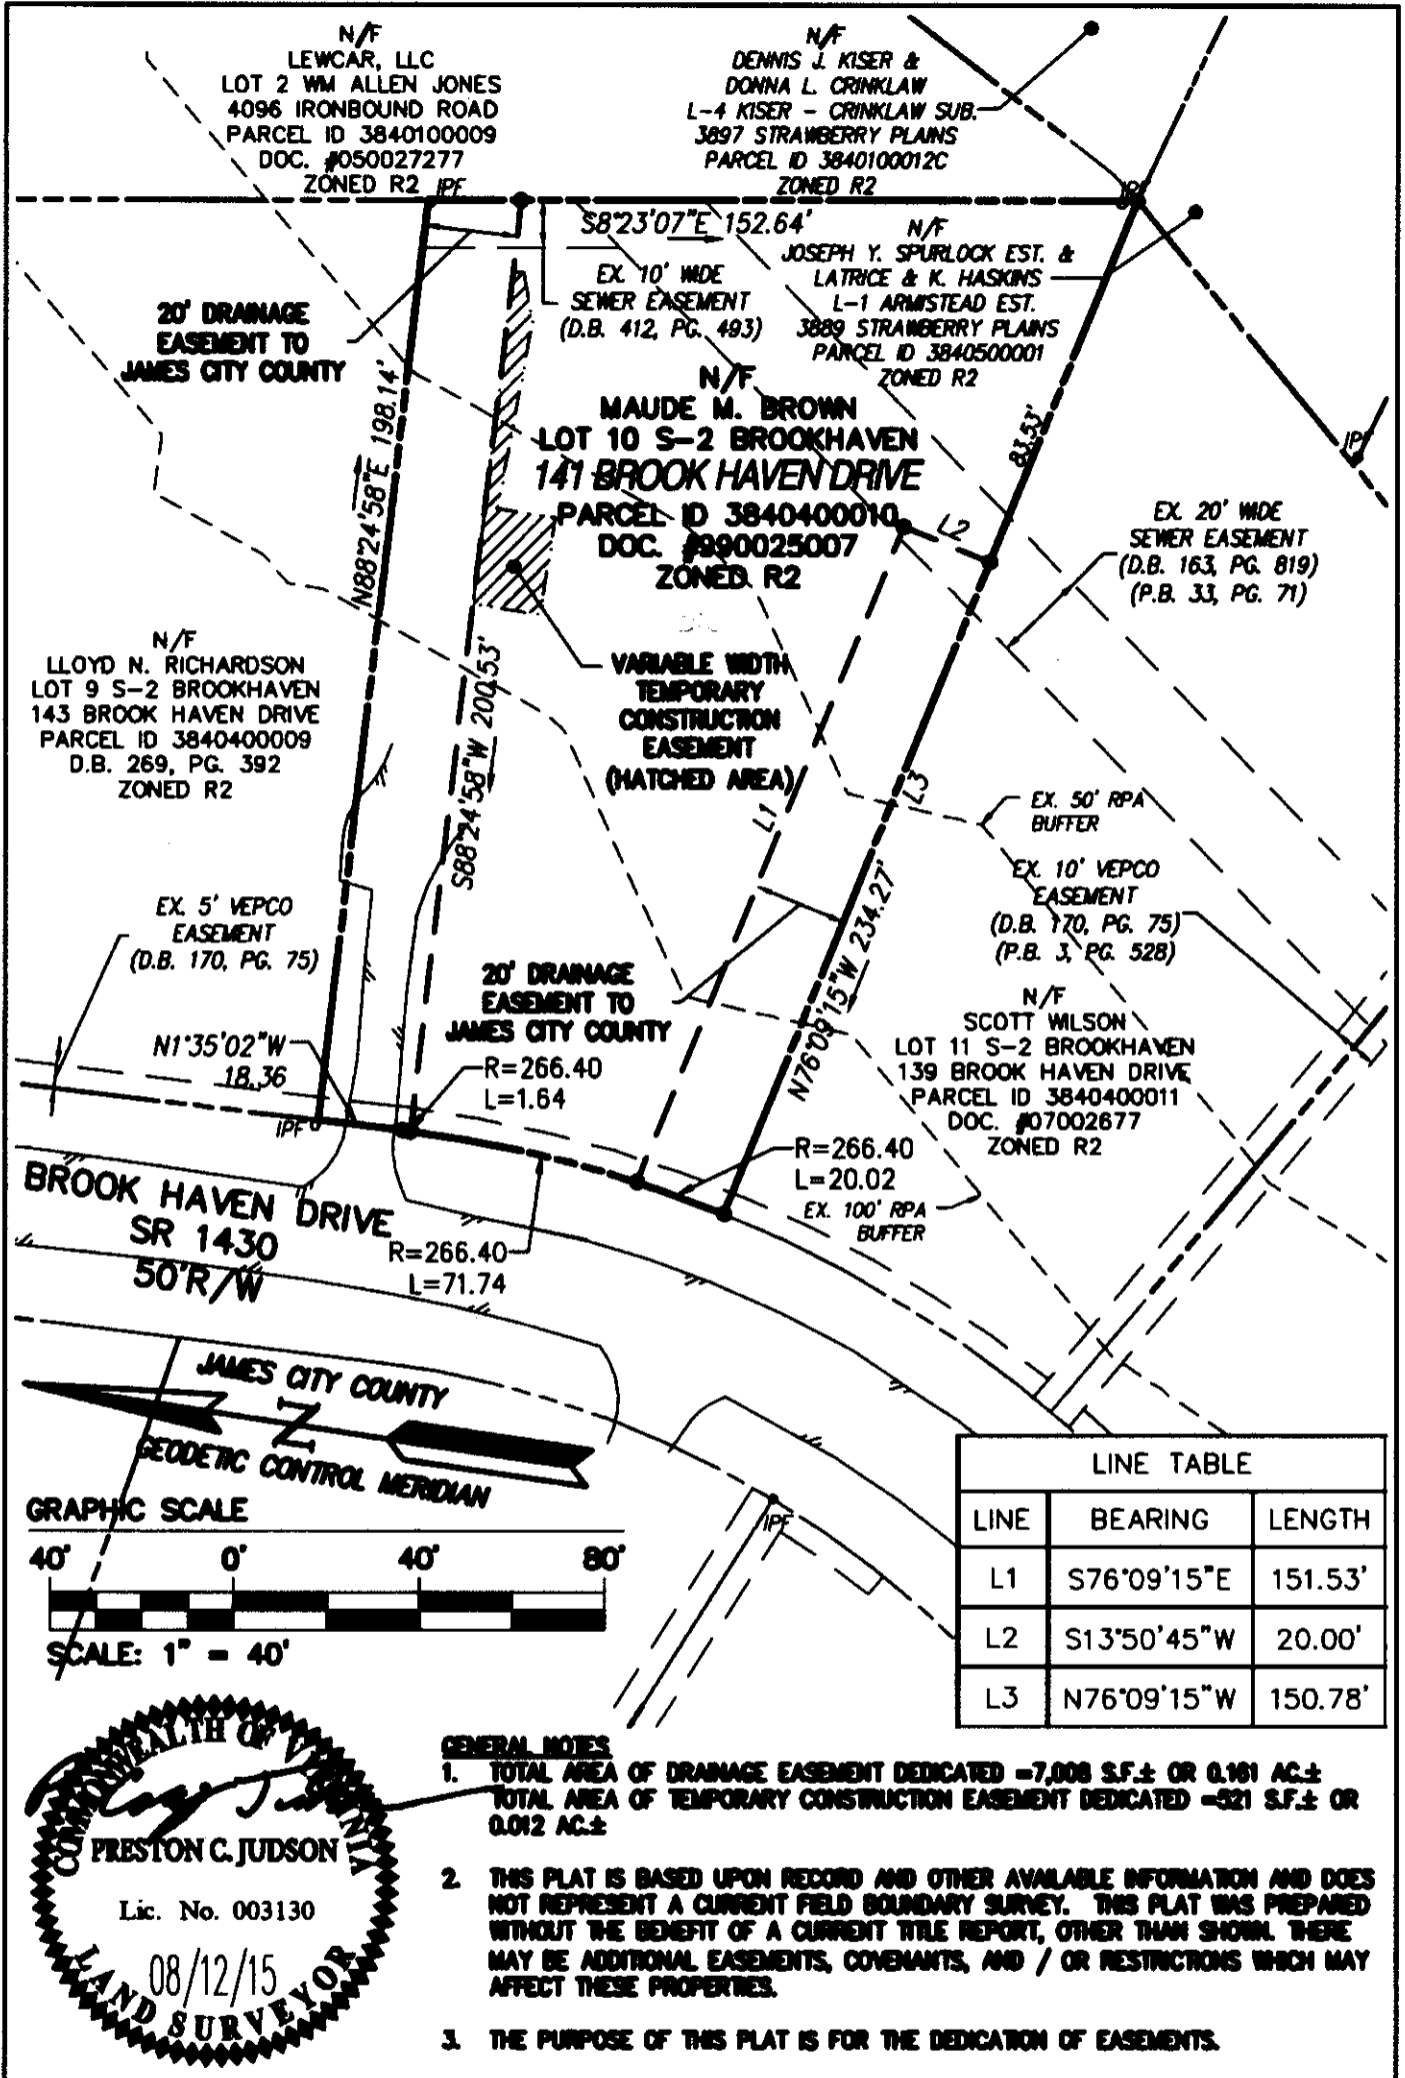 N/F
LEWCAR, LLC
LOT 2 WM ALLEN JONES
4096 IRONBOUND ROAD
PARCEL ID 3840100009
DOC. #050027277
ZONED R2
IPF
N/F
DENNIS J. KISER &
DONNA L. CRINKLAW
L-4 KISER - CRINKLAW SUB.
3897 STRAWBERRY PLAINS
PARCEL ID 3840100012C
ZONED R2
IPF
S8°23'07"E 152.64'
N/F
JOSEPH Y. SPURLOCK EST. &
LATRICE & K. HASKINS
L-1 ARMISTEAD EST.
3889 STRAWBERRY PLAINS
PARCEL ID 3840500001
ZONED R2
EX. 10' WIDE
SEWER EASEMENT
(D.B. 412, PG. 493)
20' DRAINAGE
EASEMENT TO
JAMES CITY COUNTY
N88°24'58"E 198.14'
N/F
MAUDE M. BROWN
LOT 10 S-2 BROOKHAVEN
141 BROOK HAVEN DRIVE
PARCEL ID 3840400010
DOC. #990025007
ZONED R2
83.53'
IPF
L2
EX. 20' WIDE
SEWER EASEMENT
(D.B. 163, PG. 819)
(P.B. 33, PG. 71)
N/F
LLOYD N. RICHARDSON
LOT 9 S-2 BROOKHAVEN
143 BROOK HAVEN DRIVE
PARCEL ID 3840400009
D.B. 269, PG. 392
ZONED R2
S88°24'58"W 200.53'
VARIABLE WIDTH
TEMPORARY
CONSTRUCTION
EASEMENT
(HATCHED AREA)
L1
L3
EX. 50' RPA
BUFFER
EX. 10' VEPCO
EASEMENT
(D.B. 170, PG. 75)
(P.B. 3, PG. 528)
EX. 5' VEPCO
EASEMENT
(D.B. 170, PG. 75)
20' DRAINAGE
EASEMENT TO
JAMES CITY COUNTY
N76°09'15"W 234.27'
N/F
SCOTT WILSON
LOT 11 S-2 BROOKHAVEN
139 BROOK HAVEN DRIVE
PARCEL ID 3840400011
DOC. #07002677
ZONED R2
N1°35'02"W
18.36
R=266.40
L=1.64
IPF
R=266.40
L=20.02
EX. 100' RPA
BUFFER
BROOK HAVEN DRIVE
SR 1430
50'R/W
R=266.40
L=71.74
JAMES CITY COUNTY
N
GEODETIC CONTROL MERIDIAN
GRAPHIC SCALE
40' 0' 40' 80'
SCALE: 1" = 40'
IPF
LINE TABLE
LINE BEARING LENGTH
L1 S76°09'15"E 151.53'
L2 S13°50'45"W 20.00'
L3 N76°09'15"W 150.78'
COMMONWEALTH OF VIRGINIA
PRESTON C. JUDSON
Lic. No. 003130
08/12/15
LAND SURVEYOR
GENERAL NOTES
1. TOTAL AREA OF DRAINAGE EASEMENT DEDICATED =7,008 S.F.± OR 0.161 AC.±
TOTAL AREA OF TEMPORARY CONSTRUCTION EASEMENT DEDICATED =521 S.F.± OR
0.012 AC.±
2. THIS PLAT IS BASED UPON RECORD AND OTHER AVAILABLE INFORMATION AND DOES
NOT REPRESENT A CURRENT FIELD BOUNDARY SURVEY. THIS PLAT WAS PREPARED
WITHOUT THE BENEFIT OF A CURRENT TITLE REPORT, OTHER THAN SHOWN. THERE
MAY BE ADDITIONAL EASEMENTS, COVENANTS, AND / OR RESTRICTIONS WHICH MAY
AFFECT THESE PROPERTIES.
3. THE PURPOSE OF THIS PLAT IS FOR THE DEDICATION OF EASEMENTS.